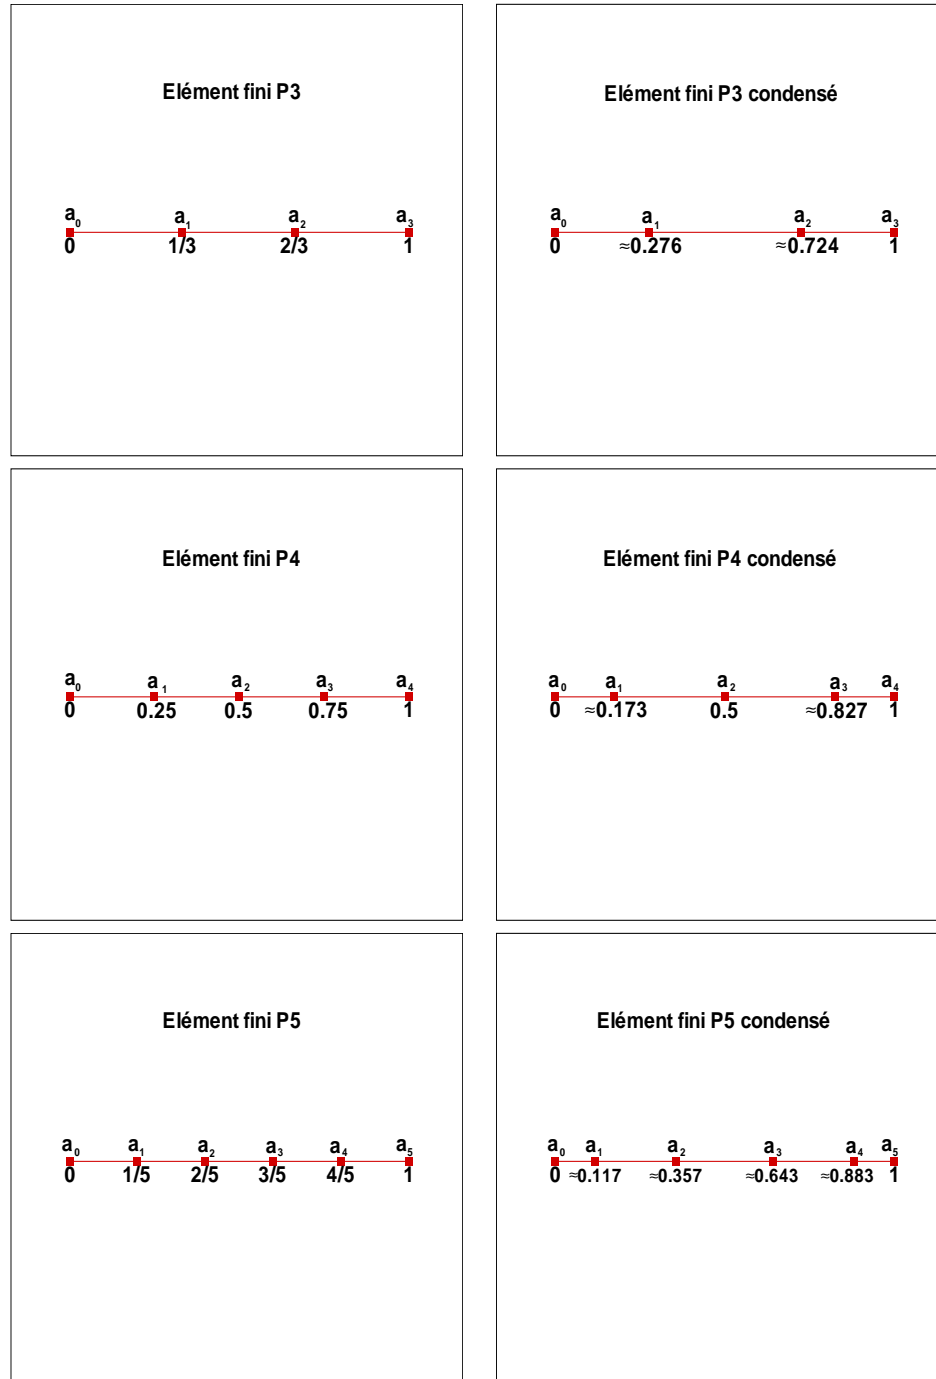 Elément fini P3
a₀ a₁ a₂ a₃
0 1/3 2/3 1
Elément fini P3 condensé
a₀ a₁ a₂ a₃
0 ≈0.276 ≈0.724 1
Elément fini P4
a₀ a₁ a₂ a₃ a₄
0 0.25 0.5 0.75 1
Elément fini P4 condensé
a₀ a₁ a₂ a₃ a₄
0 ≈0.173 0.5 ≈0.827 1
Elément fini P5
a₀ a₁ a₂ a₃ a₄ a₅
0 1/5 2/5 3/5 4/5 1
Elément fini P5 condensé
a₀ a₁ a₂ a₃ a₄ a₅
0 ≈0.117 ≈0.357 ≈0.643 ≈0.883 1